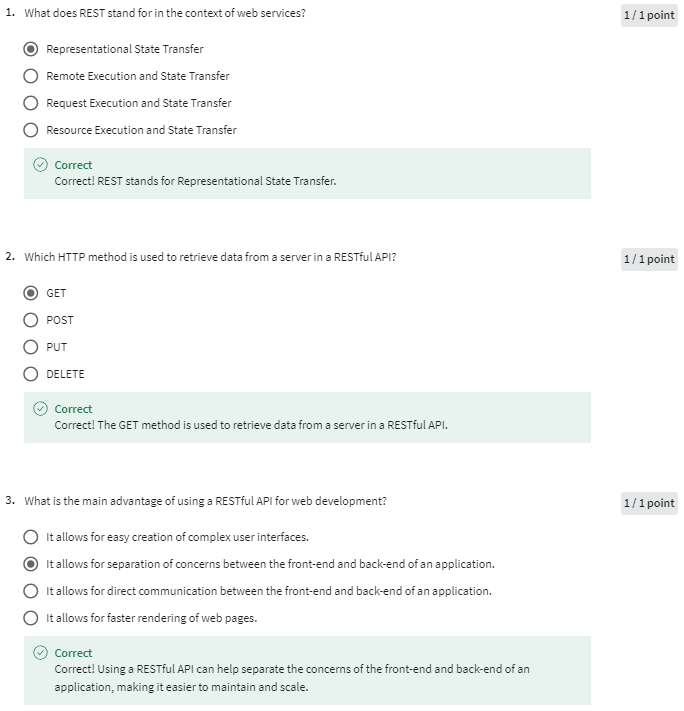 1. What does REST stand for in the context of web services?
1 / 1 point
Representational State Transfer
Remote Execution and State Transfer
Request Execution and State Transfer
Resource Execution and State Transfer
Correct
Correct! REST stands for Representational State Transfer.
2. Which HTTP method is used to retrieve data from a server in a RESTful API?
1 / 1 point
GET
POST
PUT
DELETE
Correct
Correct! The GET method is used to retrieve data from a server in a RESTful API.
3. What is the main advantage of using a RESTful API for web development?
1 / 1 point
It allows for easy creation of complex user interfaces.
It allows for separation of concerns between the front-end and back-end of an application.
It allows for direct communication between the front-end and back-end of an application.
It allows for faster rendering of web pages.
Correct
Correct! Using a RESTful API can help separate the concerns of the front-end and back-end of an
application, making it easier to maintain and scale.